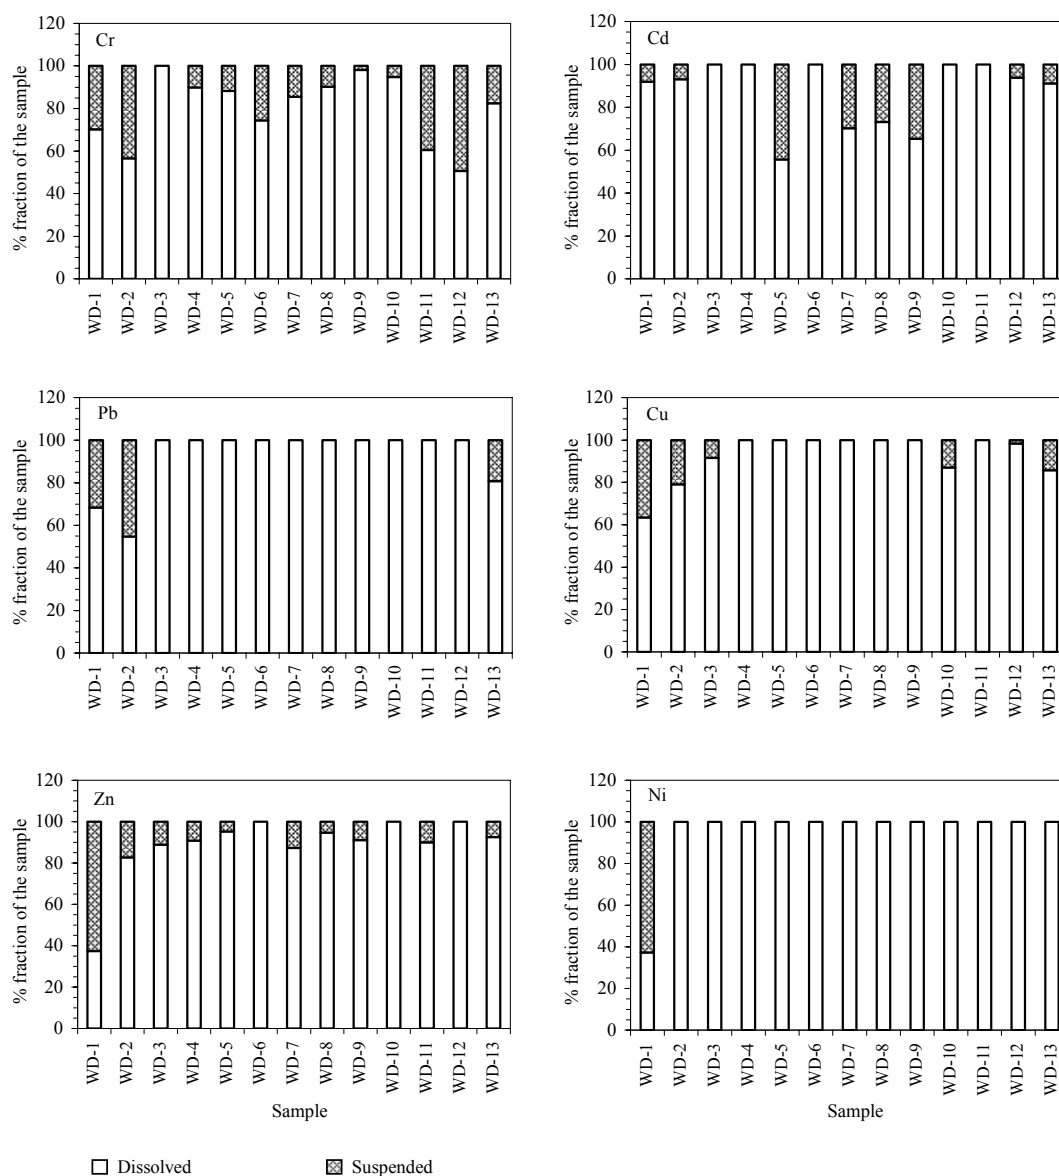 Cr
% fraction of the sample
120
100
80
60
40
20
0
WD-1
WD-2
WD-3
WD-4
WD-5
WD-6
WD-7
WD-8
WD-9
WD-10
WD-11
WD-12
WD-13
Cd
% fraction of the sample
120
100
80
60
40
20
0
WD-1
WD-2
WD-3
WD-4
WD-5
WD-6
WD-7
WD-8
WD-9
WD-10
WD-11
WD-12
WD-13
Pb
% fraction of the sample
120
100
80
60
40
20
0
WD-1
WD-2
WD-3
WD-4
WD-5
WD-6
WD-7
WD-8
WD-9
WD-10
WD-11
WD-12
WD-13
Cu
% fraction of the sample
120
100
80
60
40
20
0
WD-1
WD-2
WD-3
WD-4
WD-5
WD-6
WD-7
WD-8
WD-9
WD-10
WD-11
WD-12
WD-13
Zn
% fraction of the sample
120
100
80
60
40
20
0
WD-1
WD-2
WD-3
WD-4
WD-5
WD-6
WD-7
WD-8
WD-9
WD-10
WD-11
WD-12
WD-13
Sample
Ni
% fraction of the sample
120
100
80
60
40
20
0
WD-1
WD-2
WD-3
WD-4
WD-5
WD-6
WD-7
WD-8
WD-9
WD-10
WD-11
WD-12
WD-13
Sample
Dissolved
Suspended